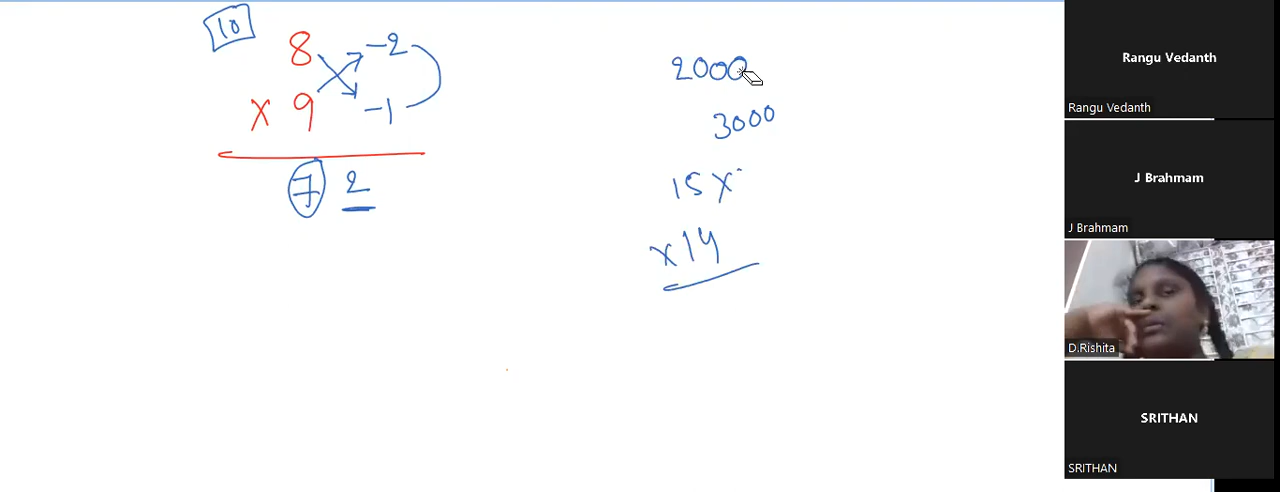 10
8 -2
x 9 -1
7 2
2000
3000
15 x
x 14
Rangu Vedanth
Rangu Vedanth
J Brahmam
J Brahmam
D.Rishita
SRITHAN
SRITHAN